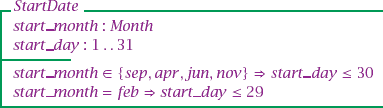 StartDate
start_month : Month
start_day : 1 . . 31
start_month ∈ {sep, apr, jun, nov} ⇒ start_day ≤ 30
start_month = feb ⇒ start_day ≤ 29